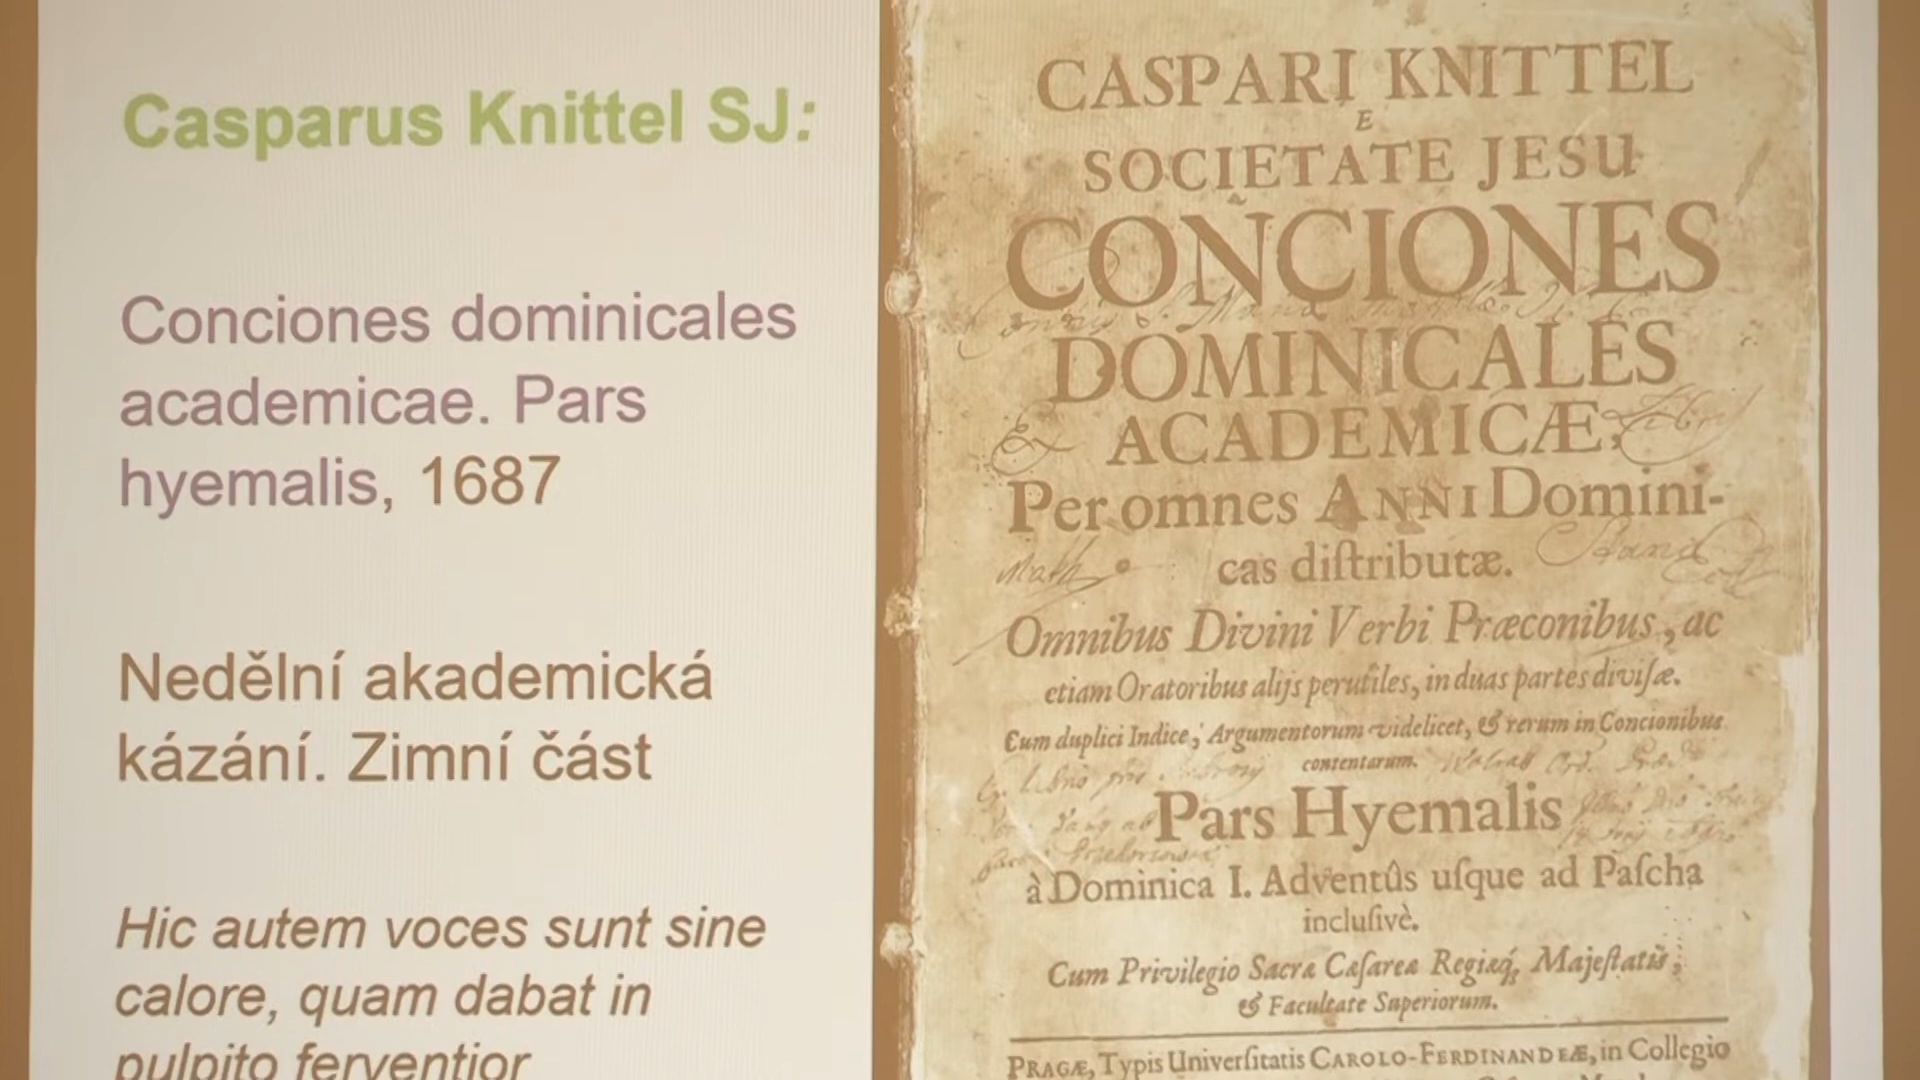 Casparus Knittel SJ:
Conciones dominicales
academicae. Pars
hyemalis, 1687
Nedělní akademická
kázání. Zimní část
Hic autem voces sunt sine
calore, quam dabat in
pulpito ferventior
CASPARI KNITTEL
E
SOCIETATE JESU
CONCIONES
DOMINICALES
ACADEMICÆ,
Per omnes ANNI Domini-
cas diſtributæ.
Omnibus Divini Verbi Præconibus, ac
etiam Oratoribus alijs perutiles, in duas partes diviſæ.
Cum duplici Indice, Argumentorum videlicet, & rerum in Concionibus
contentarum.
Pars Hyemalis
à Dominica I. Adventûs uſque ad Paſcha
incluſivè.
Cum Privilegio Sacræ Cæſareæ Regiæq́; Majeſtatis,
& Facultate Superiorum.
PRAGÆ, Typis Univerſitatis CAROLO-FERDINANDEÆ, in Collegio